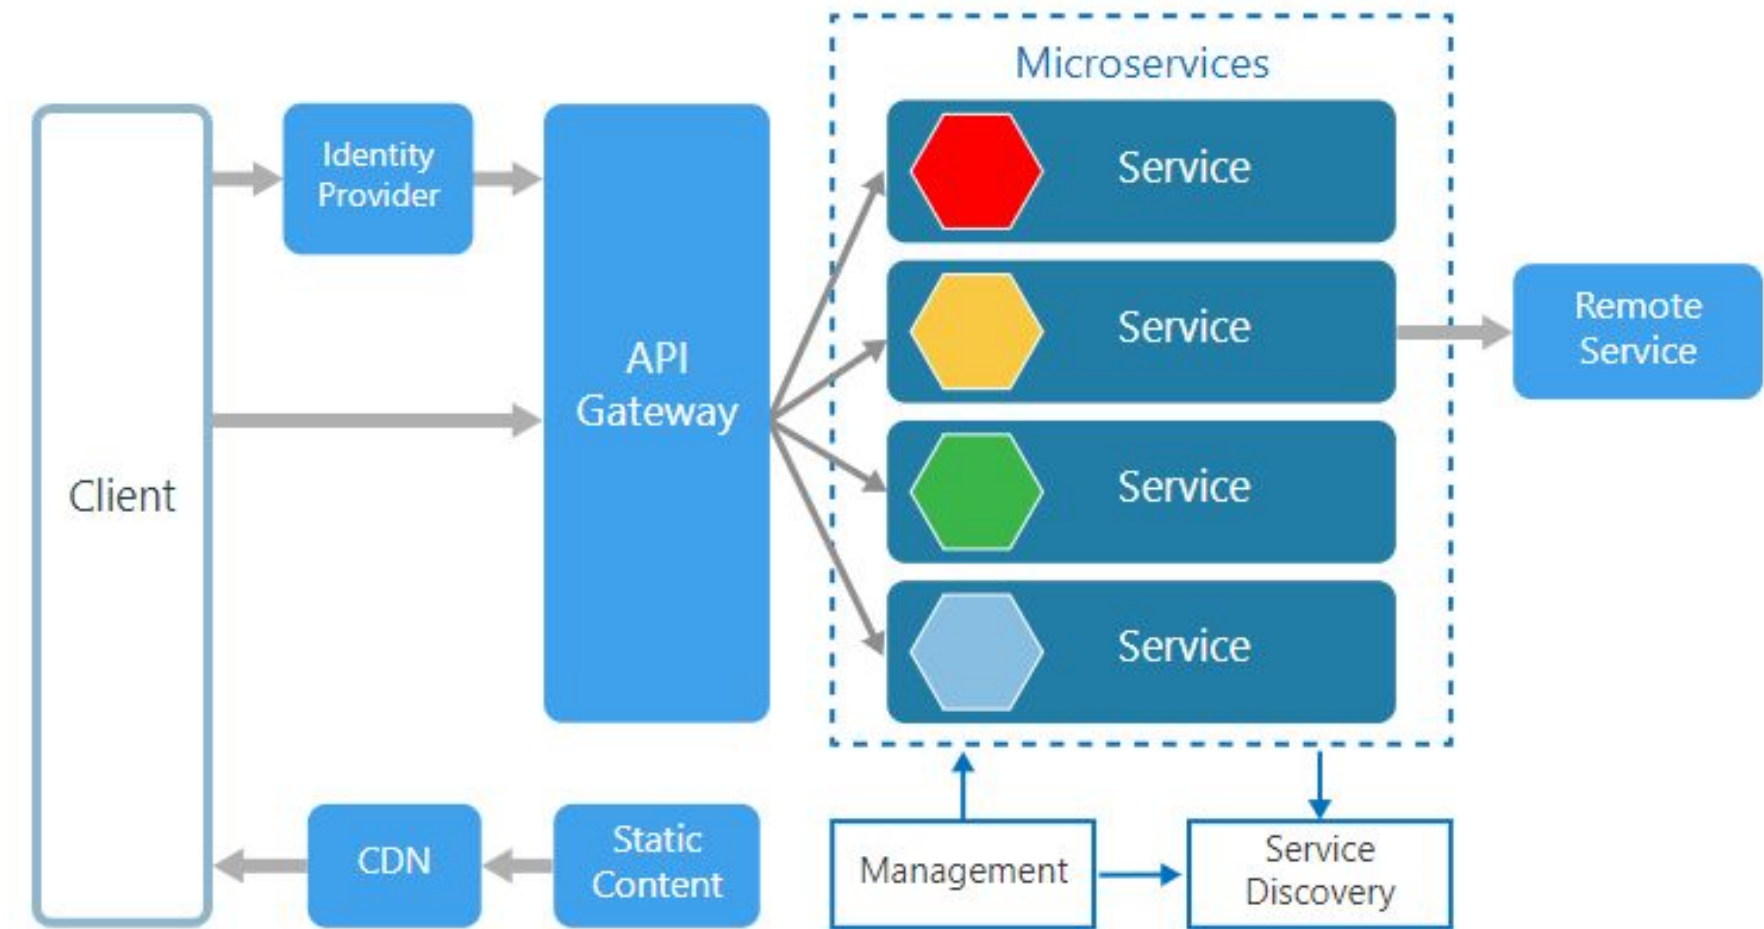 Microservices
Client
Identity
Provider
API
Gateway
Service
Service
Service
Service
Remote
Service
CDN
Static
Content
Management
Service
Discovery